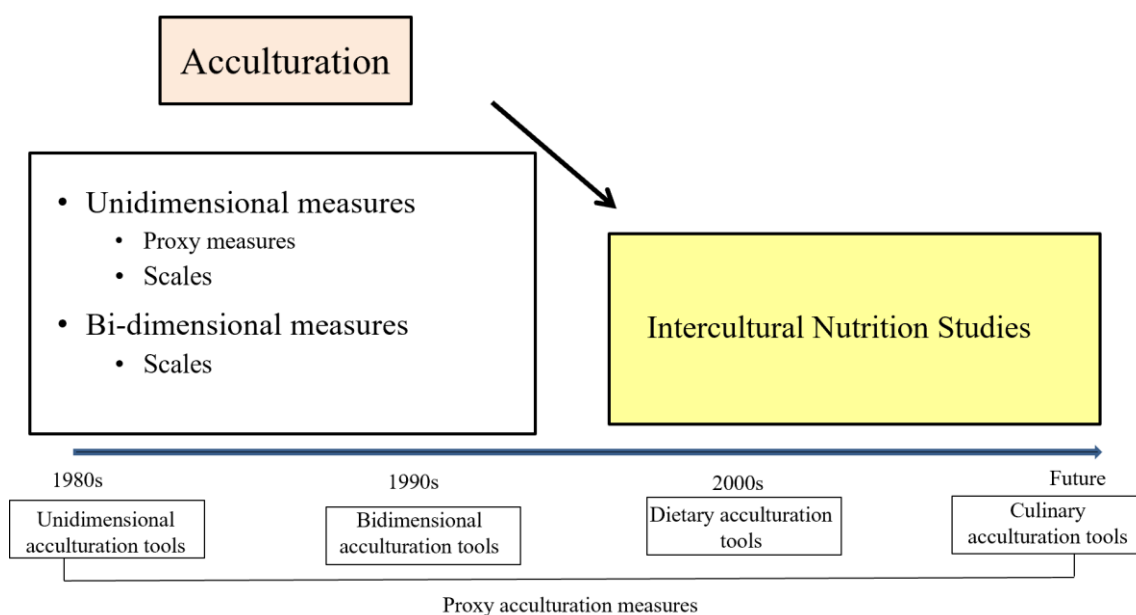 Acculturation
• Unidimensional measures
• Proxy measures
• Scales
• Bi-dimensional measures
• Scales
Intercultural Nutrition Studies
1980s
1990s
2000s
Future
Unidimensional
acculturation tools
Bidimensional
acculturation tools
Dietary acculturation
tools
Culinary
acculturation tools
Proxy acculturation measures